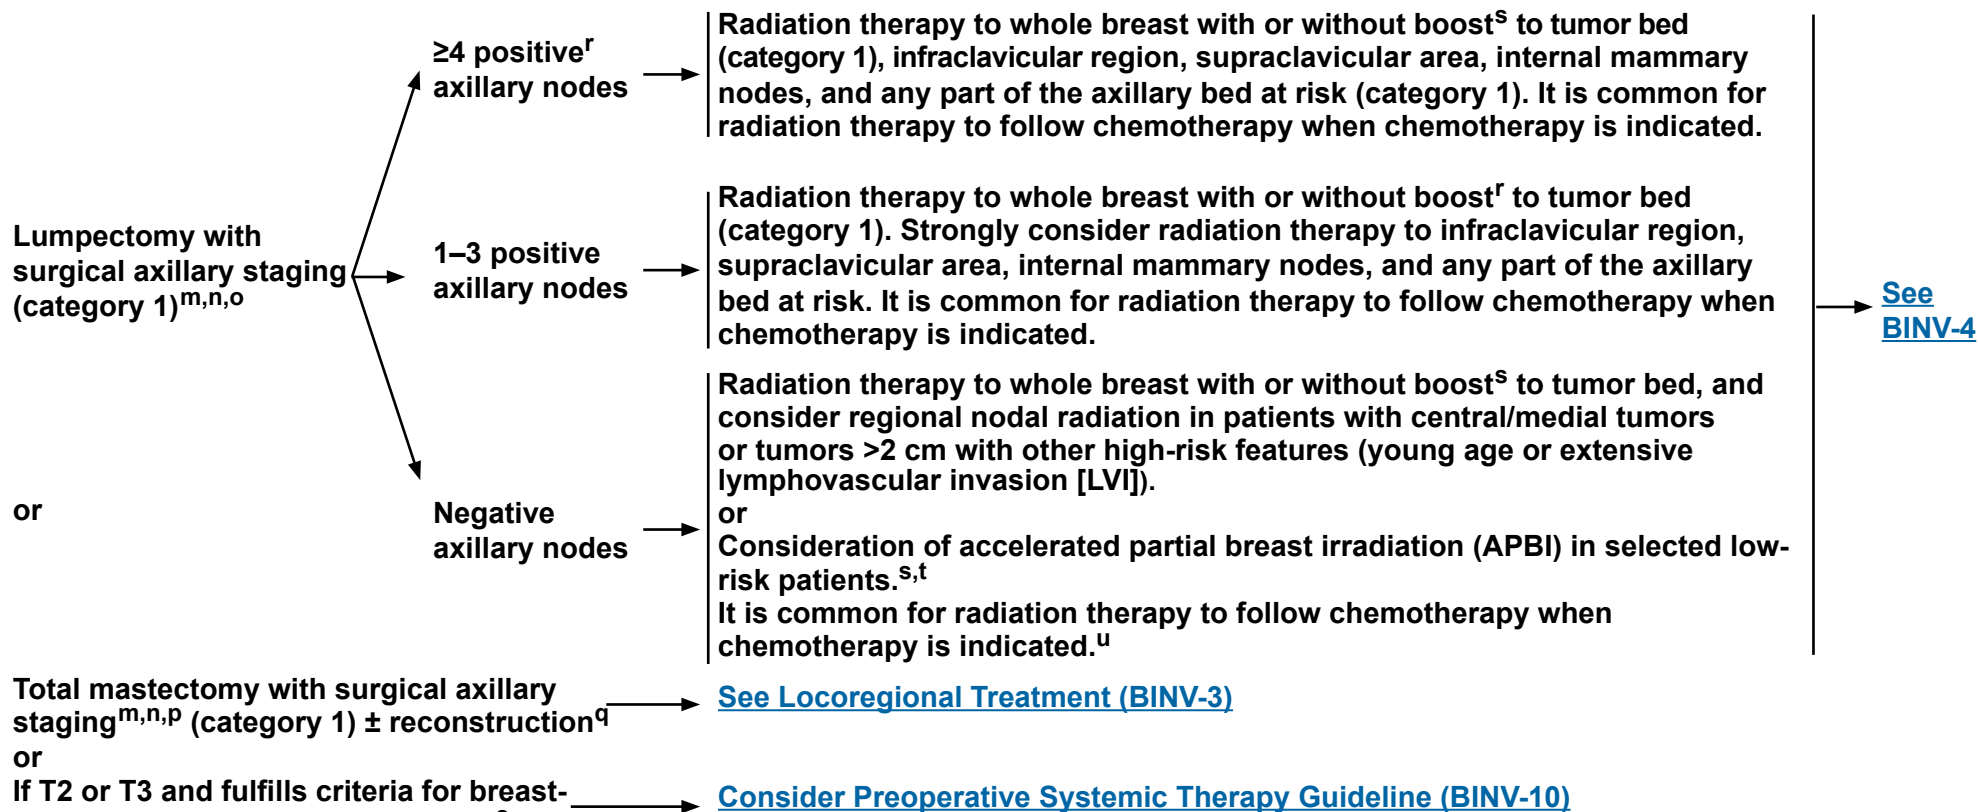 ≥4 positiver
axillary nodes
Radiation therapy to whole breast with or without boosts to tumor bed
(category 1), infraclavicular region, supraclavicular area, internal mammary
nodes, and any part of the axillary bed at risk (category 1). It is common for
radiation therapy to follow chemotherapy when chemotherapy is indicated.
Lumpectomy with
surgical axillary staging
(category 1)m,n,o
1–3 positive
axillary nodes
Radiation therapy to whole breast with or without boostr to tumor bed
(category 1). Strongly consider radiation therapy to infraclavicular region,
supraclavicular area, internal mammary nodes, and any part of the axillary
bed at risk. It is common for radiation therapy to follow chemotherapy when
chemotherapy is indicated.
See
BINV-4
or
Negative
axillary nodes
Radiation therapy to whole breast with or without boosts to tumor bed, and
consider regional nodal radiation in patients with central/medial tumors
or tumors >2 cm with other high-risk features (young age or extensive
lymphovascular invasion [LVI]).
or
Consideration of accelerated partial breast irradiation (APBI) in selected low-
risk patients.s,t
It is common for radiation therapy to follow chemotherapy when
chemotherapy is indicated.u
Total mastectomy with surgical axillary
stagingm,n,p (category 1) ± reconstructionq
See Locoregional Treatment (BINV-3)
or
If T2 or T3 and fulfills criteria for breast-
Consider Preoperative Systemic Therapy Guideline (BINV-10)